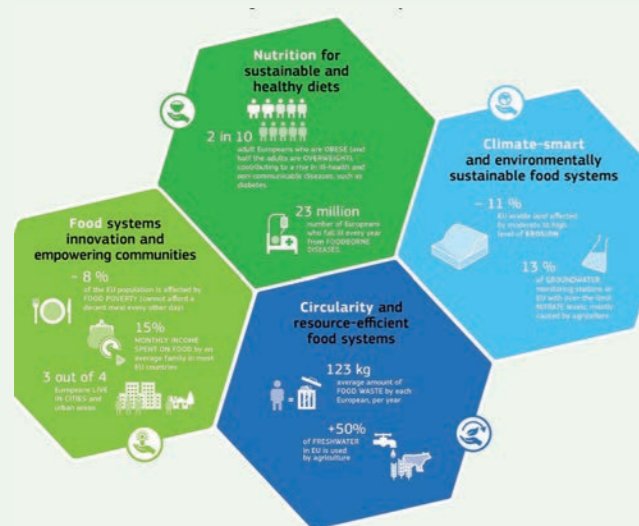 Nutrition for
sustainable and
healthy diets
2 in 10
adult Europeans who are OBESE (and
half the adults are OVERWEIGHT),
contributing to a rise in ill-health and
non-communicable diseases, such as
diabetes.
23 million
number of Europeans
who fall ill every year
from FOODBORNE
DISEASES.
Climate-smart
and environmentally
sustainable food systems
~ 11 %
EU arable land affected
by moderate to high
level of EROSION
13 %
of GROUNDWATER
monitoring stations in
EU with over-the-limit
NITRATE levels, mainly
caused by agriculture.
Food systems
innovation and
empowering communities
~ 8 %
of the EU population is affected by
FOOD POVERTY (cannot afford a
decent meal every other day)
15%
MONTHLY INCOME
SPENT ON FOOD by an
average family in most
EU countries.
3 out of 4
Europeans LIVE
IN CITIES and
urban areas
Circularity and
resource-efficient
food systems
123 kg
average amount of
FOOD WASTE by each
European, per year
+50%
of FRESHWATER
in EU is used
by agriculture